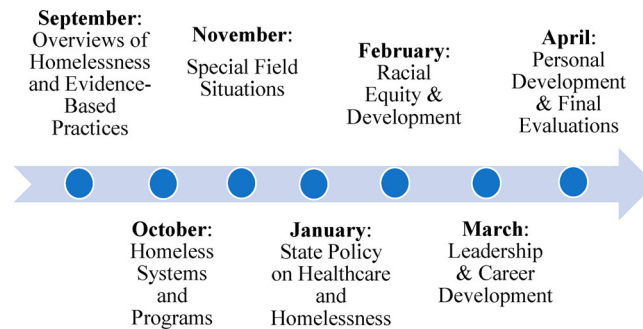 September:
Overviews of
Homelessness
and Evidence-
Based
Practices
October:
Homeless
Systems
and
Programs
November:
Special Field
Situations
January:
State Policy
on Healthcare
and
Homelessness
February:
Racial
Equity &
Development
March:
Leadership
& Career
Development
April:
Personal
Development
& Final
Evaluations